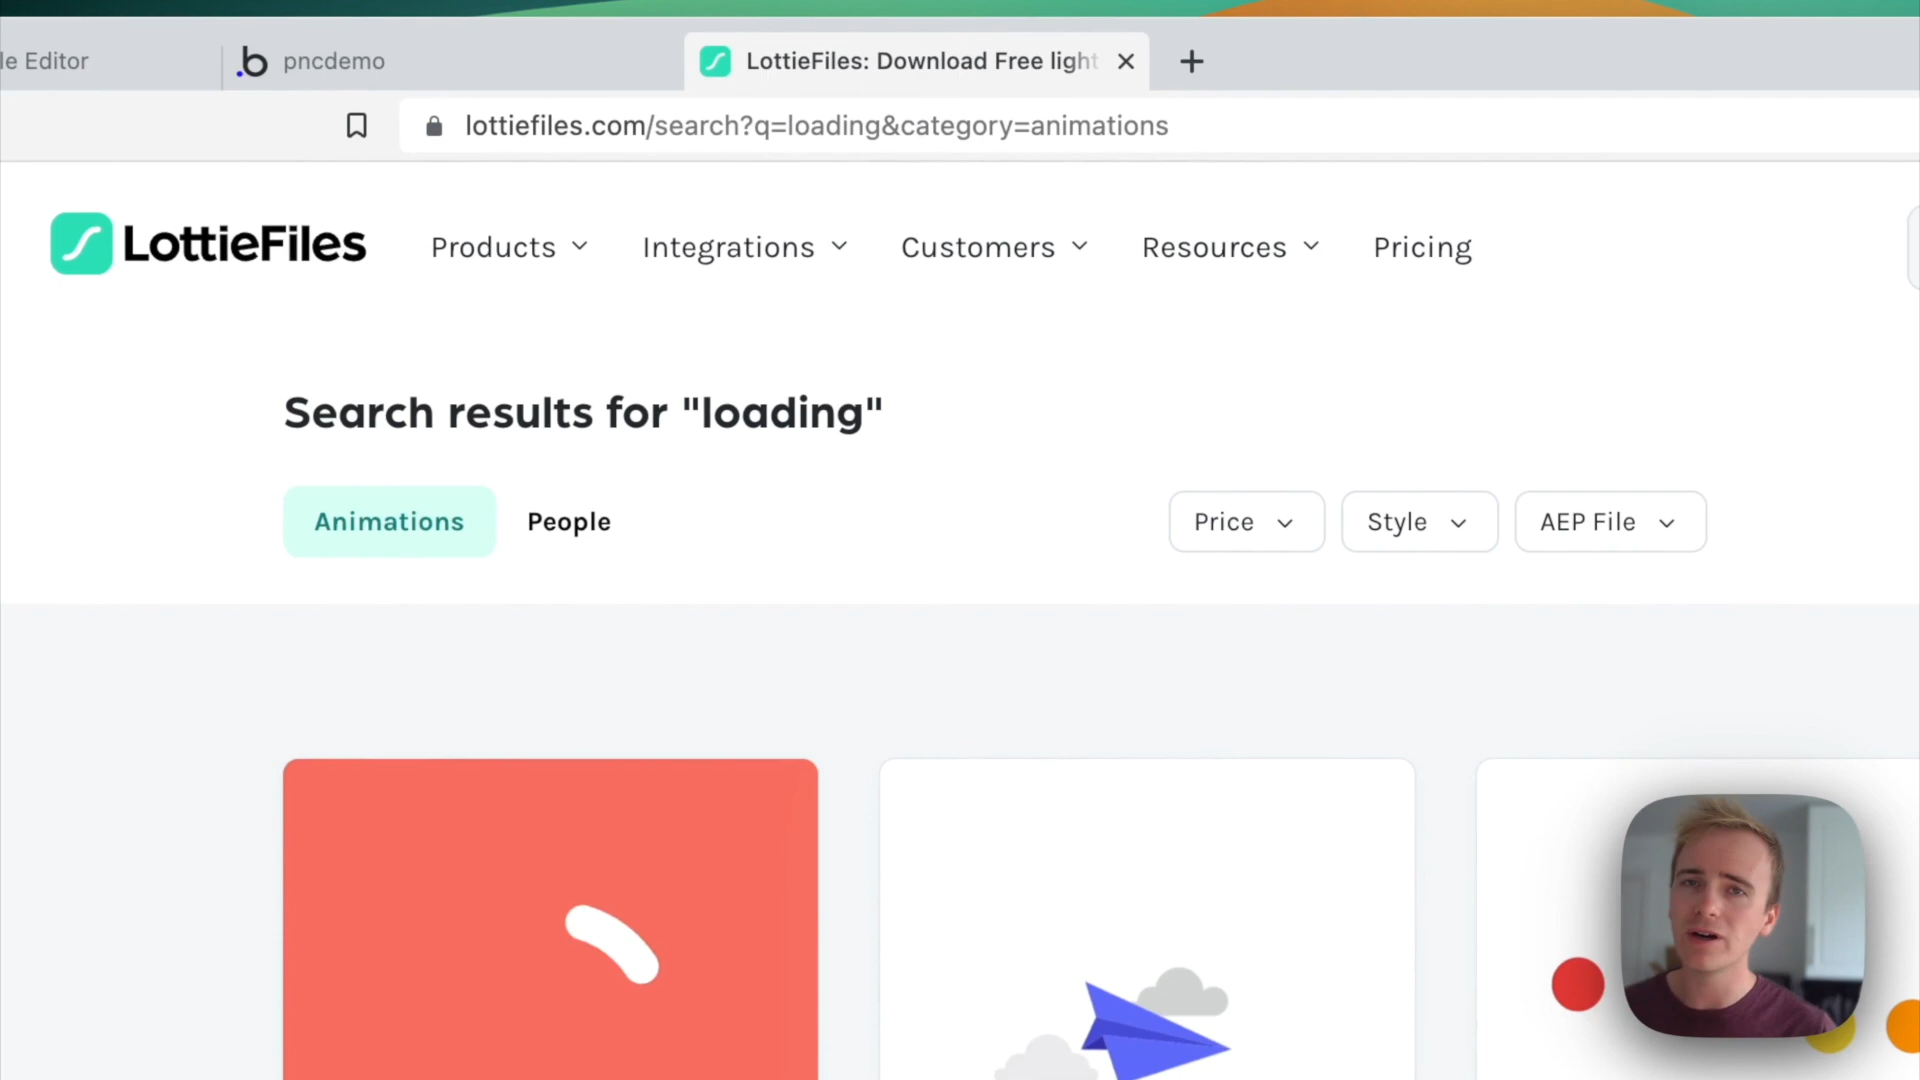 le Editor
b pncdemo
LottieFiles: Download Free light
lottiefiles.com/search?q=loading&category=animations
LottieFiles
Products
Integrations
Customers
Resources
Pricing
Search results for "loading"
Animations
People
Price
Style
AEP File